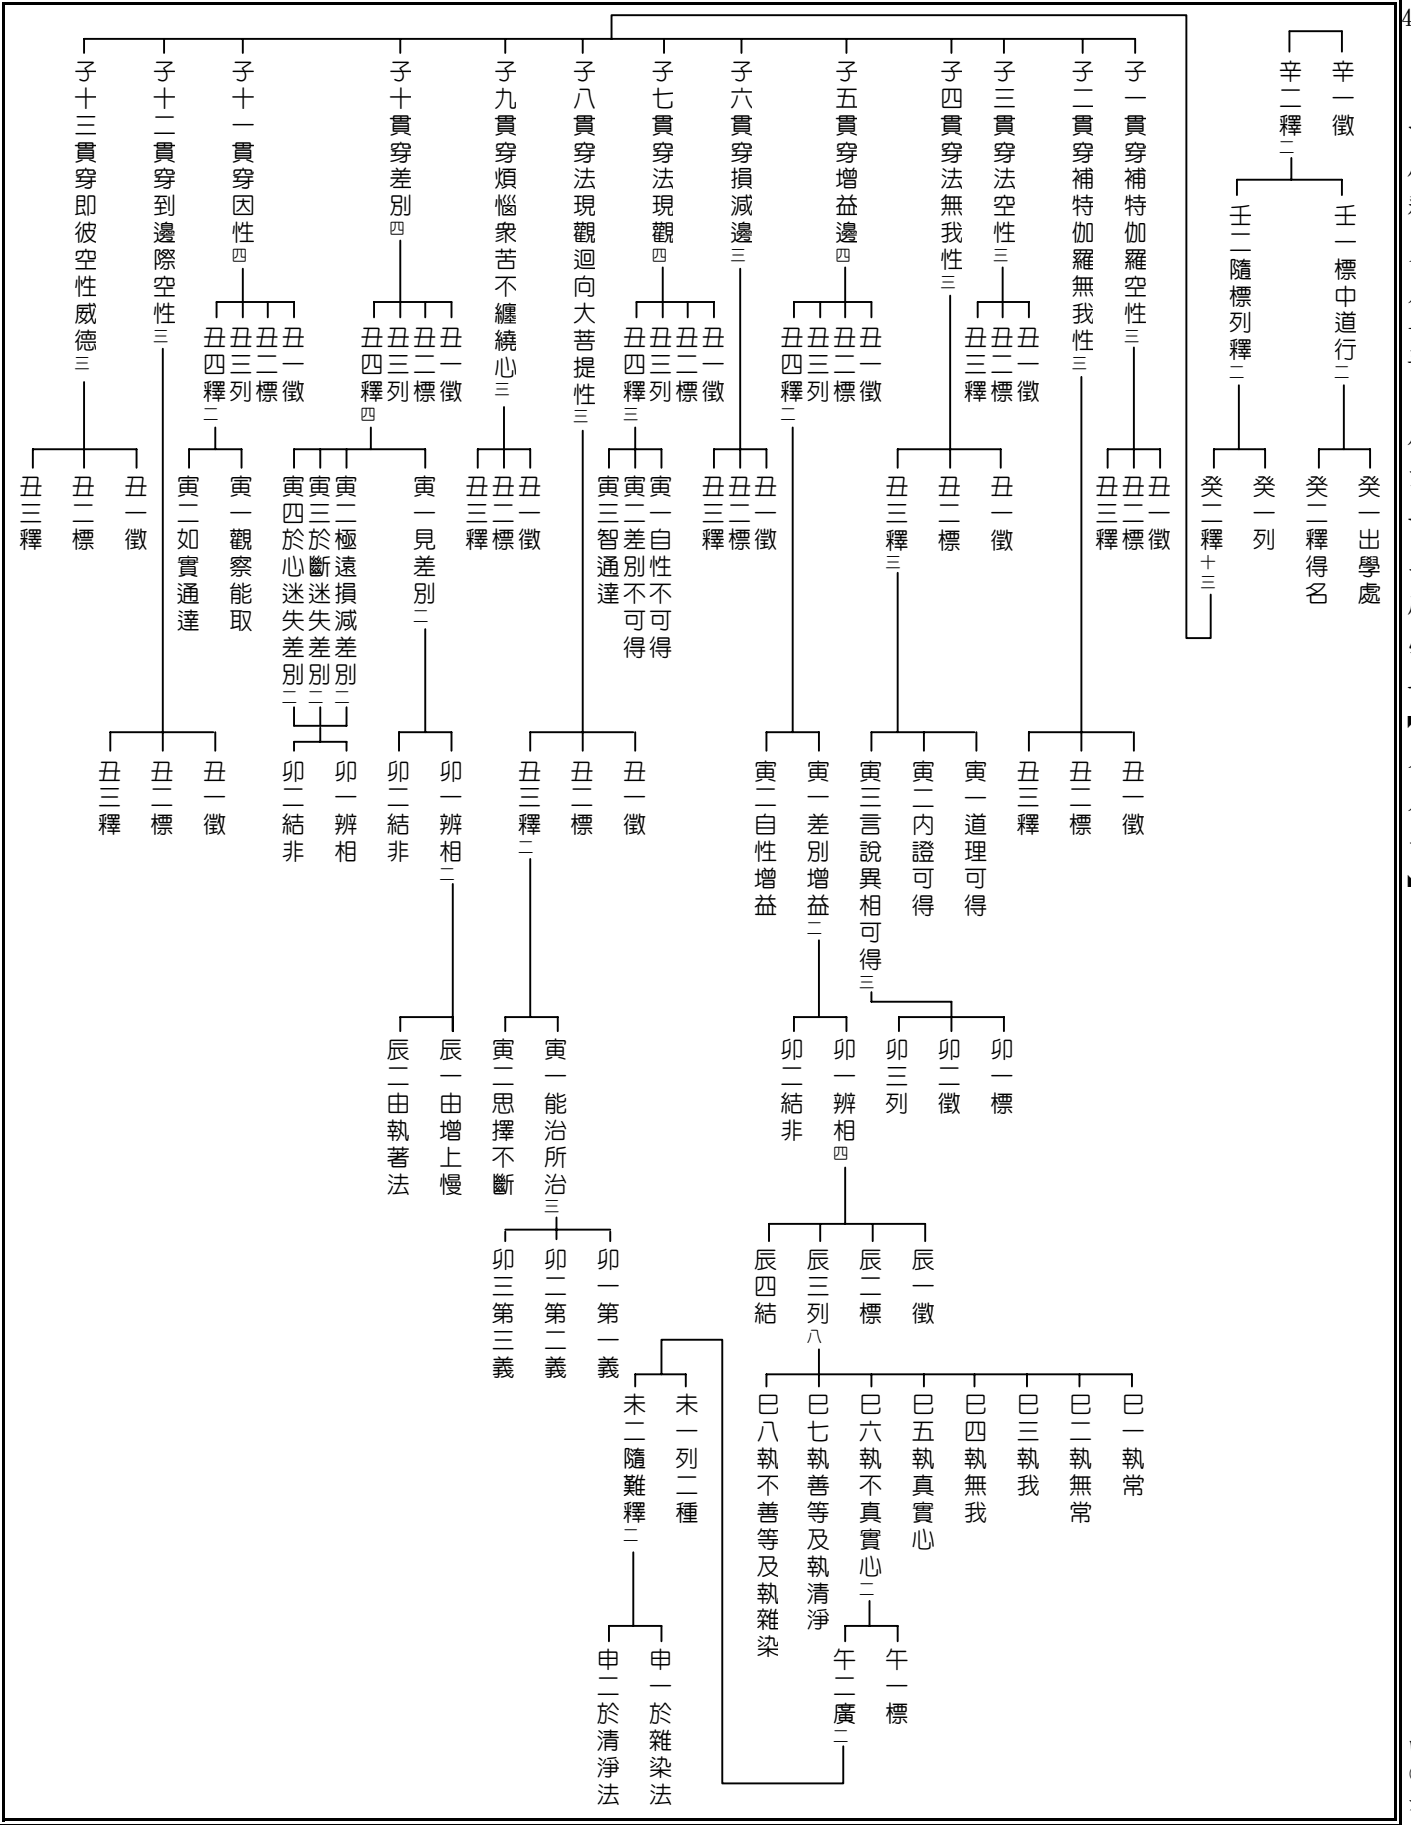 4
辛一徵
辛二釋二
壬一標中道行二
壬二隨標列釋二
癸一出學處
癸二釋得名
癸一列
癸二釋十三
子一貫穿補特伽羅空性三
子二貫穿補特伽羅無我性三
子三貫穿法空性三
子四貫穿法無我性三
子五貫穿增益邊四
子六貫穿損減邊三
子七貫穿法現觀四
子八貫穿法現觀迴向大菩提性三
子九貫穿煩惱衆苦不纏繞心三
子十貫穿差別四
子十一貫穿因性四
子十二貫穿到邊際空性三
子十三貫穿即彼空性威德三
丑一徵
丑二標
丑三釋
丑一徵
丑二標
丑三釋
丑一徵
丑二標
丑三釋
丑一徵
丑二標
丑三釋三
寅一道理可得
寅二內證可得
寅三言說異相可得三
卯一標
卯二徵
卯三列
丑一徵
丑二標
丑三列
丑四釋二
寅一差別增益二
寅二自性增益
卯一辨相四
卯二結非
辰一徵
辰二標
辰三列八
辰四結
巳一執常
巳二執無常
巳三執我
巳四執無我
巳五執真實心
巳六執不真實心二
巳七執善等及執清淨
巳八執不善等及執雜染
午一標
午二廣二
未一列二種
未二隨難釋二
申一於雜染法
申二於清淨法
丑一徵
丑二標
丑三釋
丑一徵
丑二標
丑三列
丑四釋三
寅一自性不可得
寅二差別不可得
寅三智通達
丑一徵
丑二標
丑三釋二
寅一能治所治三
寅二思擇不斷
卯一第一義
卯二第二義
卯三第三義
丑一徵
丑二標
丑三釋
丑一徵
丑二標
丑三列
丑四釋四
寅一見差別二
寅二極遠損減差別二
寅三於斷迷失差別二
寅四於心迷失差別二
卯一辨相二
卯二結非
辰一由增上慢
辰二由執著法
卯一辨相
卯二結非
丑一徵
丑二標
丑三列
丑四釋二
寅一觀察能取
寅二如實通達
丑一徵
丑二標
丑三釋
丑一徵
丑二標
丑三釋